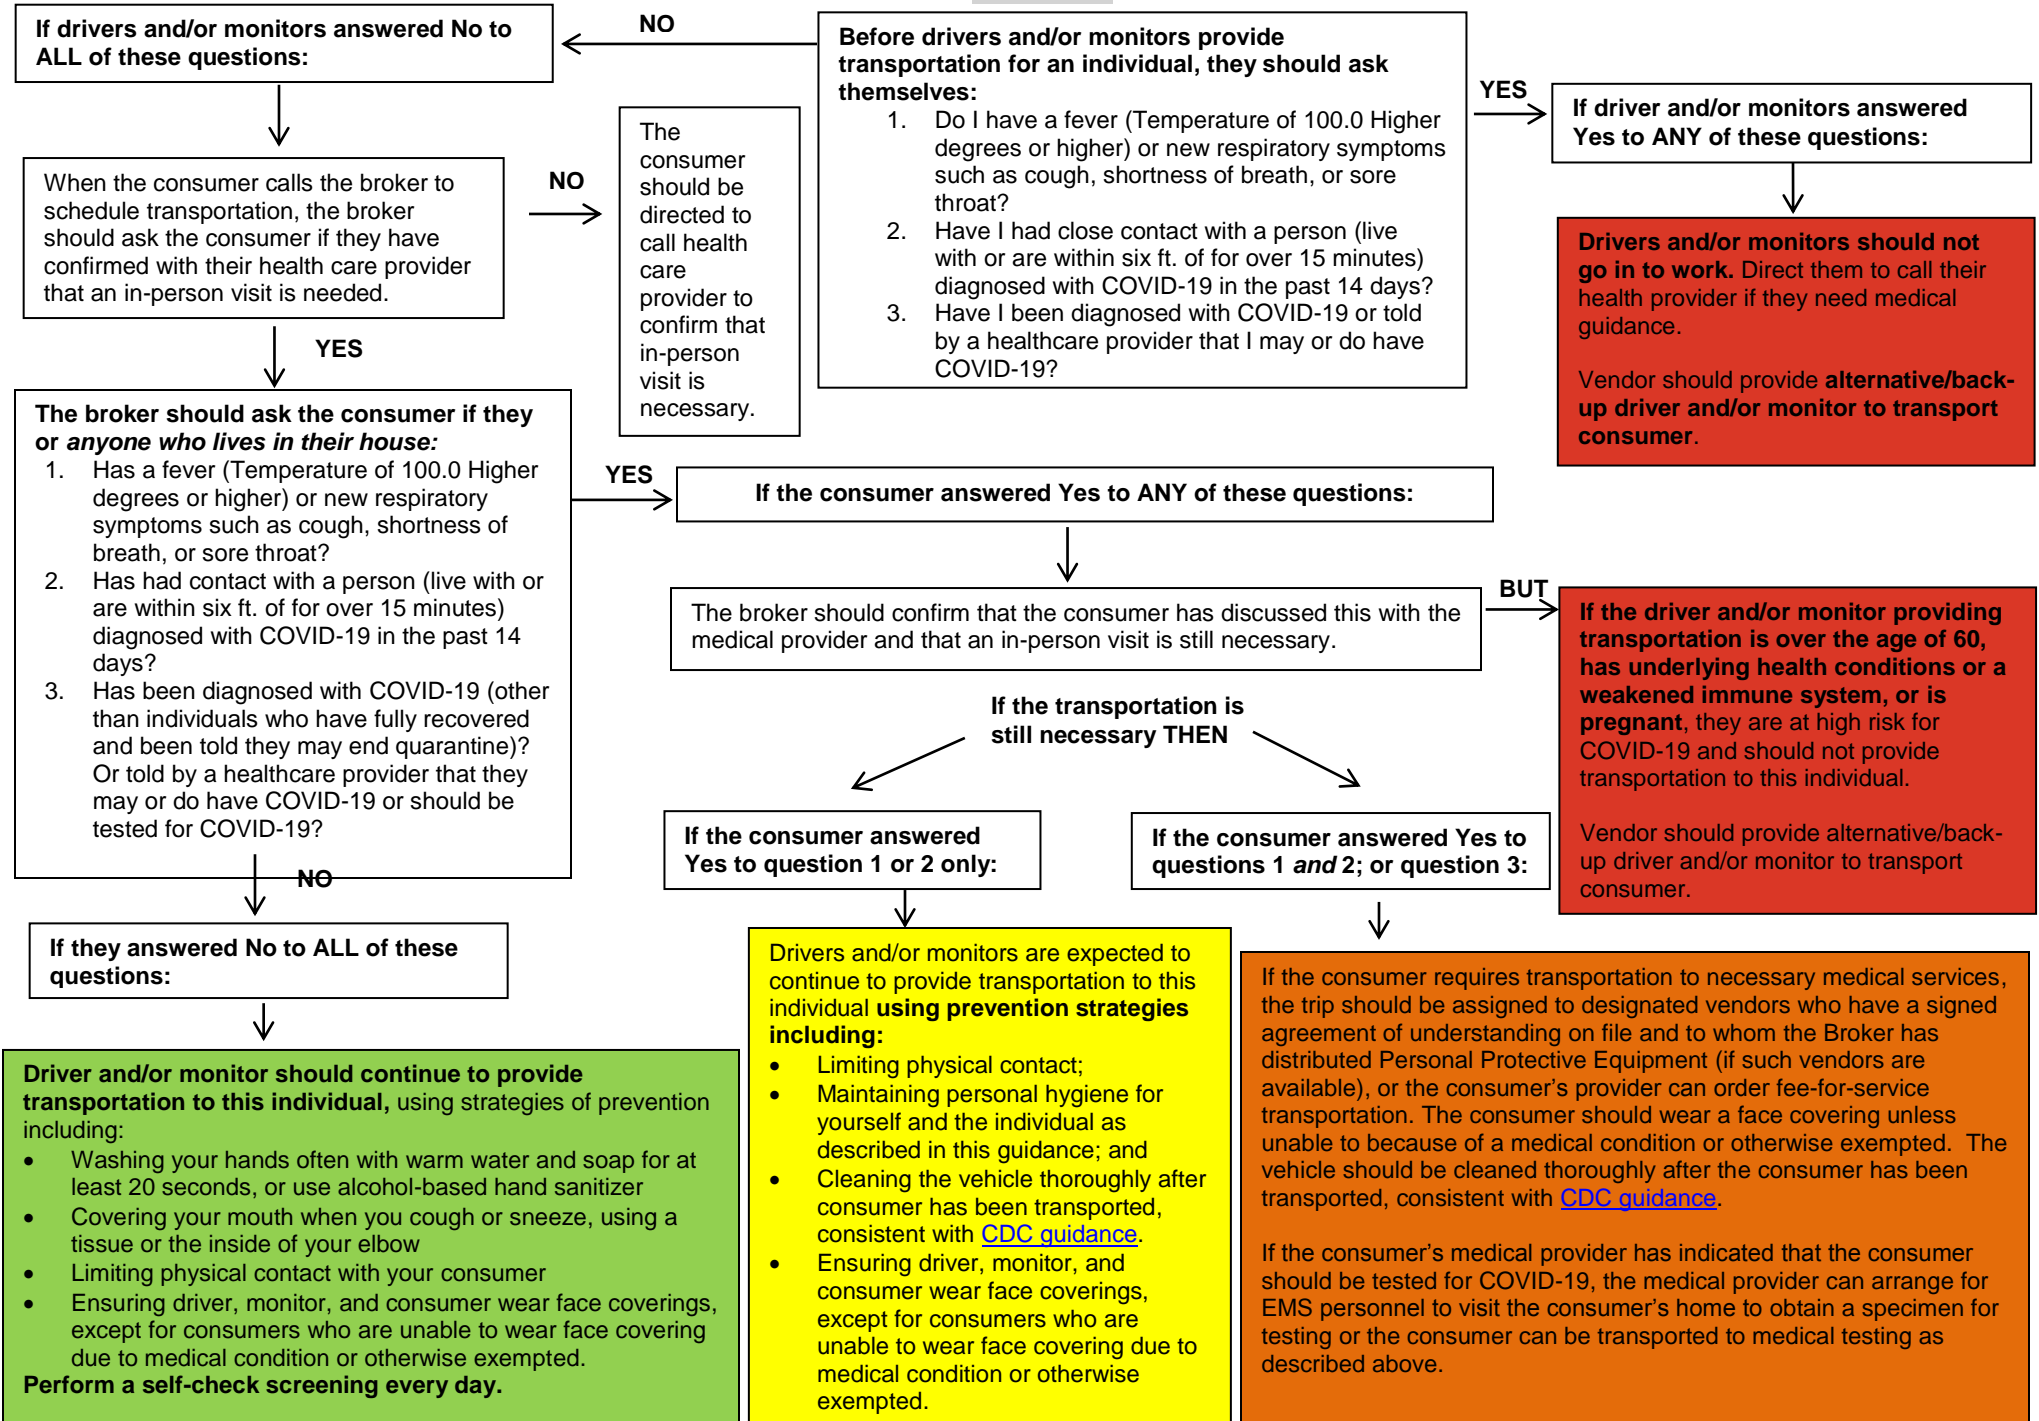 If drivers and/or monitors answered No to
ALL of these questions:
NO
Before drivers and/or monitors provide
transportation for an individual, they should ask
themselves:
1. Do I have a fever (Temperature of 100.0 Higher
degrees or higher) or new respiratory symptoms
such as cough, shortness of breath, or sore
throat?
2. Have I had close contact with a person (live
with or are within six ft. of for over 15 minutes)
diagnosed with COVID-19 in the past 14 days?
3. Have I been diagnosed with COVID-19 or told
by a healthcare provider that I may or do have
COVID-19?
YES
If driver and/or monitors answered
Yes to ANY of these questions:
Drivers and/or monitors should not
go in to work. Direct them to call their
health provider if they need medical
guidance.
Vendor should provide alternative/back-
up driver and/or monitor to transport
consumer.
When the consumer calls the broker to
schedule transportation, the broker
should ask the consumer if they have
confirmed with their health care provider
that an in-person visit is needed.
NO
The
consumer
should be
directed to
call health
care
provider to
confirm that
in-person
visit is
necessary.
YES
The broker should ask the consumer if they
or anyone who lives in their house:
1. Has a fever (Temperature of 100.0 Higher
degrees or higher) or new respiratory
symptoms such as cough, shortness of
breath, or sore throat?
2. Has had contact with a person (live with or
are within six ft. of for over 15 minutes)
diagnosed with COVID-19 in the past 14
days?
3. Has been diagnosed with COVID-19 (other
than individuals who have fully recovered
and been told they may end quarantine)?
Or told by a healthcare provider that they
may or do have COVID-19 or should be
tested for COVID-19?
YES
If the consumer answered Yes to ANY of these questions:
The broker should confirm that the consumer has discussed this with the
medical provider and that an in-person visit is still necessary.
BUT
If the driver and/or monitor providing
transportation is over the age of 60,
has underlying health conditions or a
weakened immune system, or is
pregnant, they are at high risk for
COVID-19 and should not provide
transportation to this individual.
Vendor should provide alternative/back-
up driver and/or monitor to transport
consumer.
If the transportation is
still necessary THEN
If the consumer answered
Yes to question 1 or 2 only:
If the consumer answered Yes to
questions 1 and 2; or question 3:
NO
If they answered No to ALL of these
questions:
Driver and/or monitor should continue to provide
transportation to this individual, using strategies of prevention
including:
• Washing your hands often with warm water and soap for at
least 20 seconds, or use alcohol-based hand sanitizer
• Covering your mouth when you cough or sneeze, using a
tissue or the inside of your elbow
• Limiting physical contact with your consumer
• Ensuring driver, monitor, and consumer wear face coverings,
except for consumers who are unable to wear face covering
due to medical condition or otherwise exempted.
Perform a self-check screening every day.
Drivers and/or monitors are expected to
continue to provide transportation to this
individual using prevention strategies
including:
• Limiting physical contact;
• Maintaining personal hygiene for
yourself and the individual as
described in this guidance; and
• Cleaning the vehicle thoroughly after
consumer has been transported,
consistent with CDC guidance.
• Ensuring driver, monitor, and
consumer wear face coverings,
except for consumers who are
unable to wear face covering due to
medical condition or otherwise
exempted.
If the consumer requires transportation to necessary medical services,
the trip should be assigned to designated vendors who have a signed
agreement of understanding on file and to whom the Broker has
distributed Personal Protective Equipment (if such vendors are
available), or the consumer’s provider can order fee-for-service
transportation. The consumer should wear a face covering unless
unable to because of a medical condition or otherwise exempted. The
vehicle should be cleaned thoroughly after the consumer has been
transported, consistent with CDC guidance.
If the consumer’s medical provider has indicated that the consumer
should be tested for COVID-19, the medical provider can arrange for
EMS personnel to visit the consumer’s home to obtain a specimen for
testing or the consumer can be transported to medical testing as
described above.